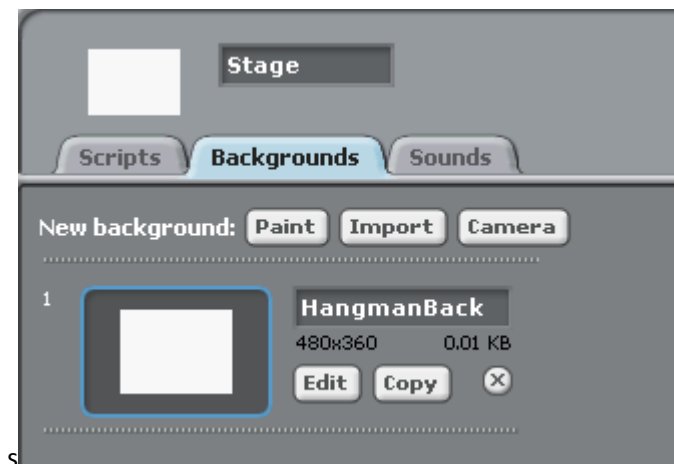 Stage
Scripts Backgrounds Sounds
New background: Paint Import Camera
1 HangmanBack
480x360 0.01 KB
Edit Copy
s